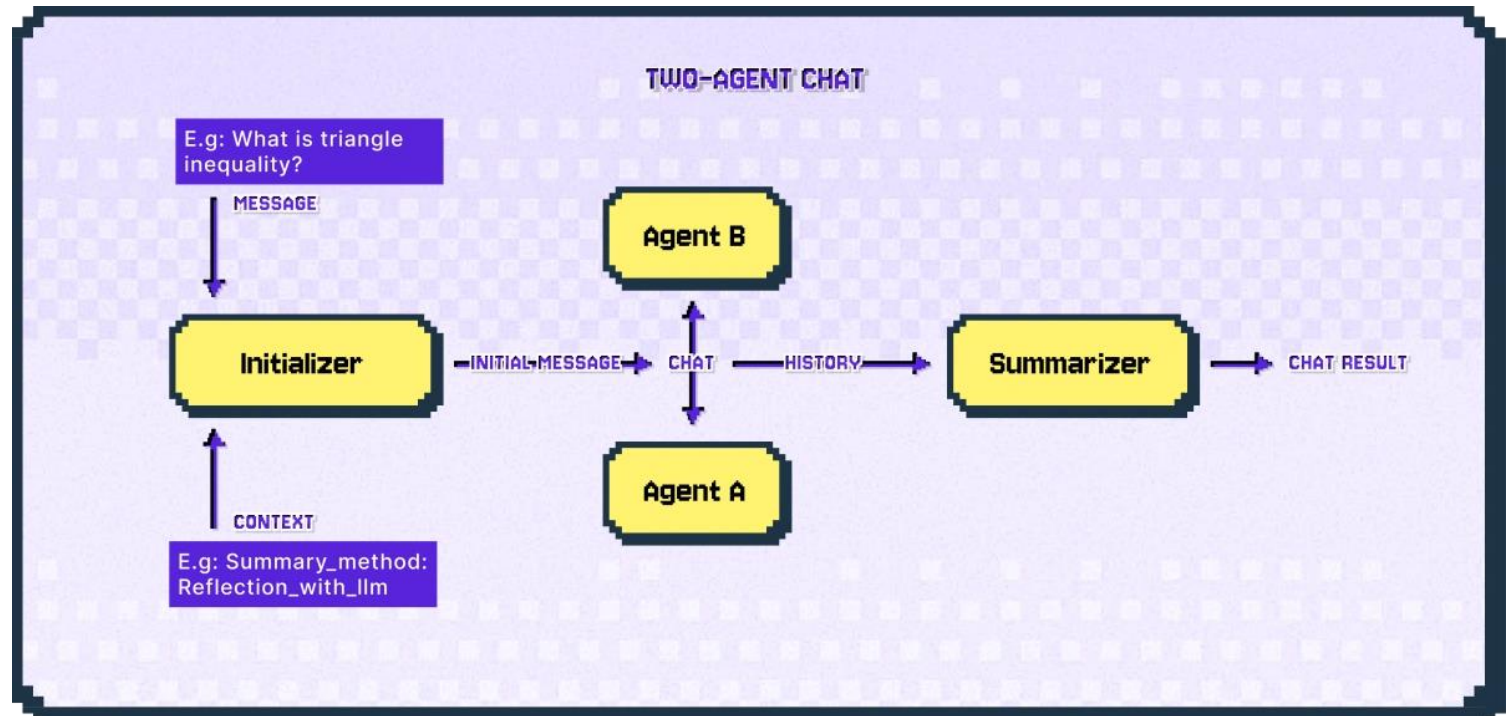 TWO-AGENT CHAT
E.g: What is triangle
inequality?
MESSAGE
Agent B
Initializer
INITIAL MESSAGE
CHAT
HISTORY
Summarizer
CHAT RESULT
Agent A
CONTEXT
E.g: Summary_method:
Reflection_with_llm